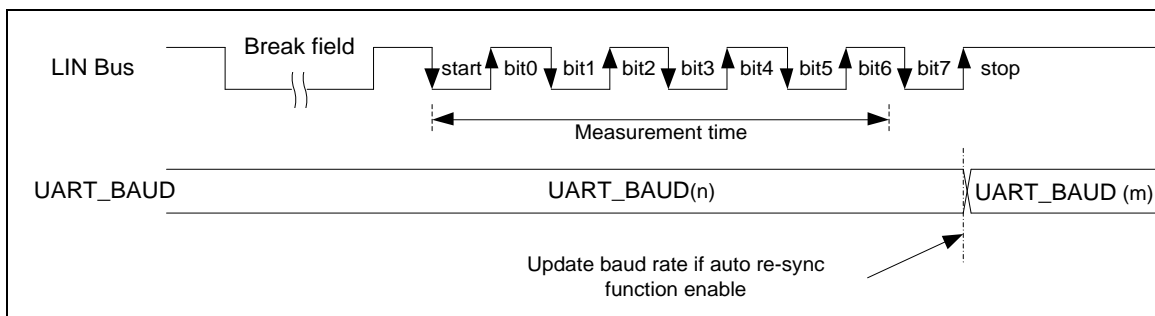 Break field
LIN Bus
start bit0 bit1 bit2 bit3 bit4 bit5 bit6 bit7 stop
Measurement time
UART_BAUD
UART_BAUD(n)
UART_BAUD (m)
Update baud rate if auto re-sync
function enable